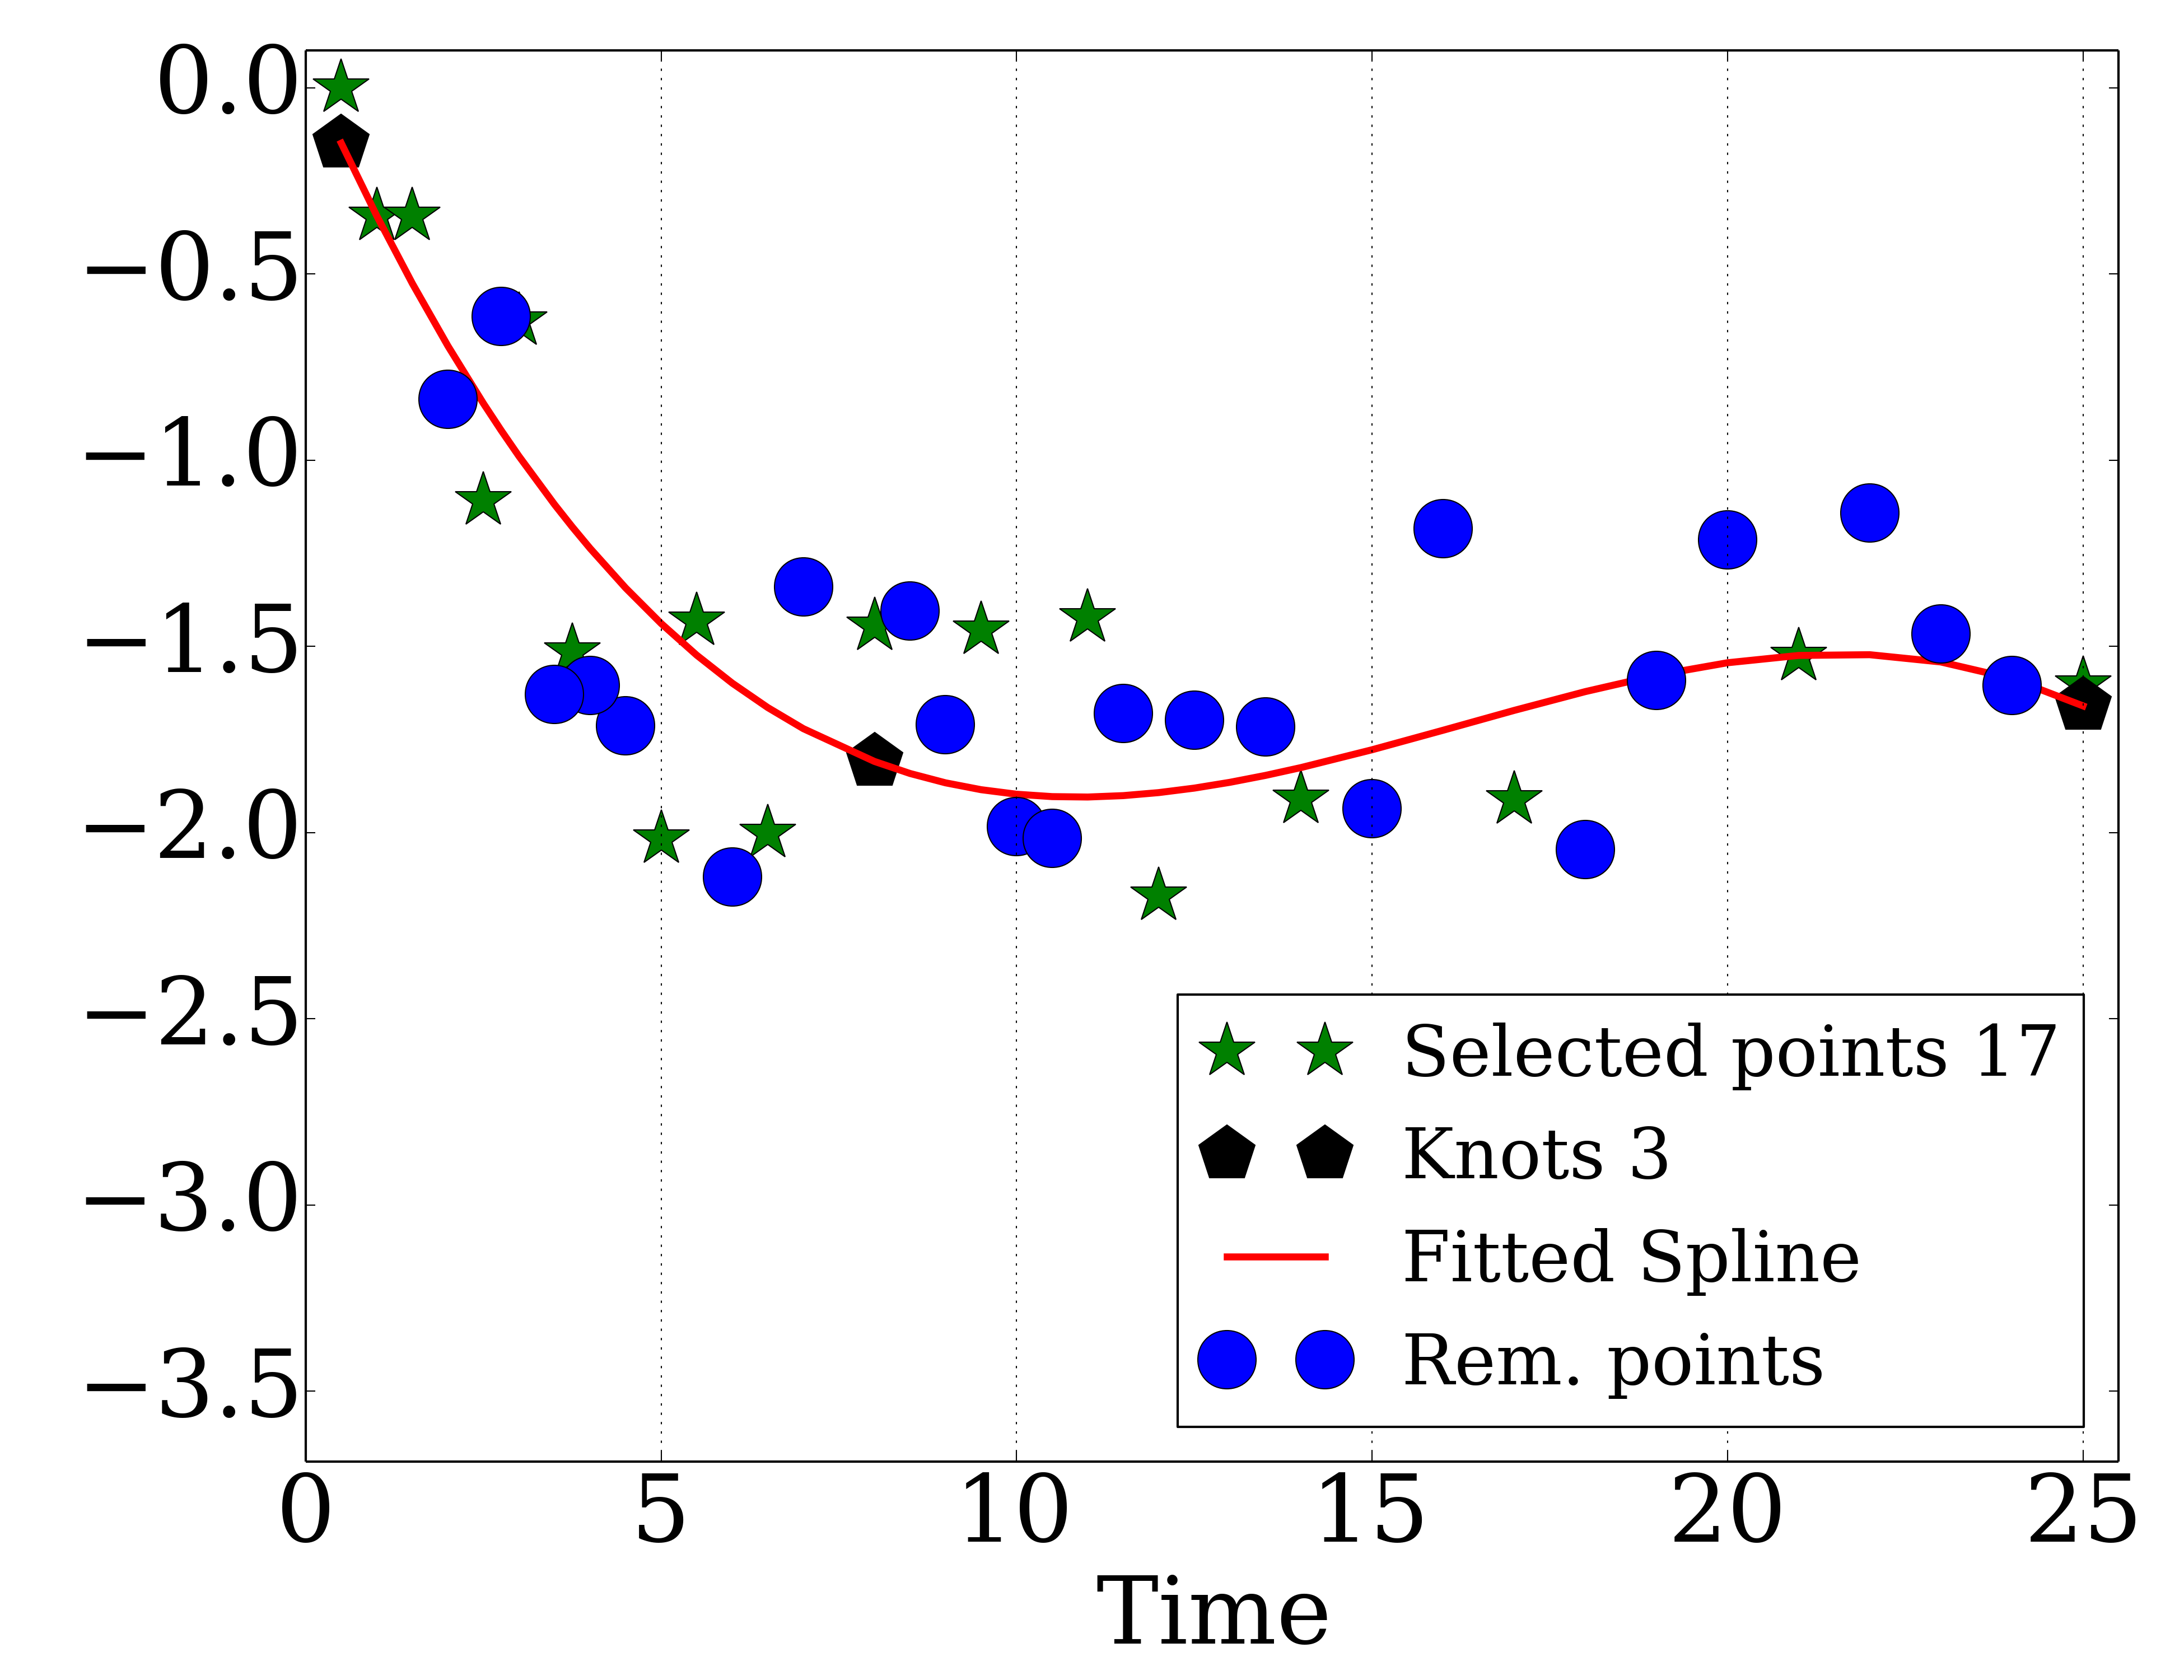 0.0
−0.5
−1.0
−1.5
−2.0
−2.5
−3.0
−3.5
Selected points 17
Knots 3
Fitted Spline
Rem. points
0 5 10 15 20 25
Time